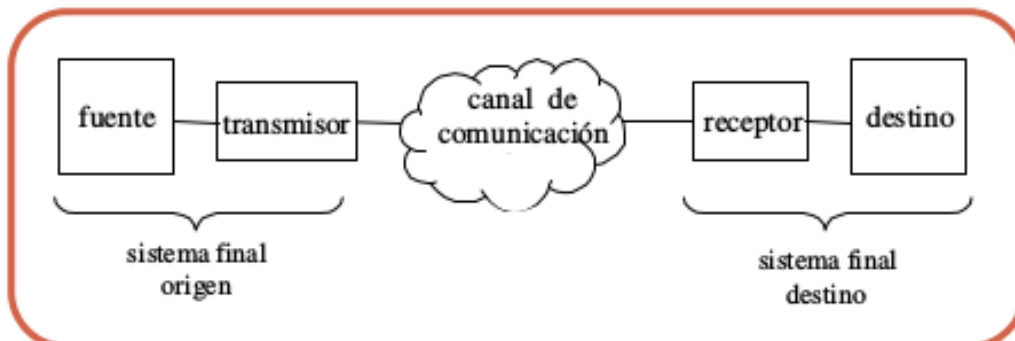 fuente
transmisor
canal de
comunicación
receptor
destino
sistema final
origen
sistema final
destino